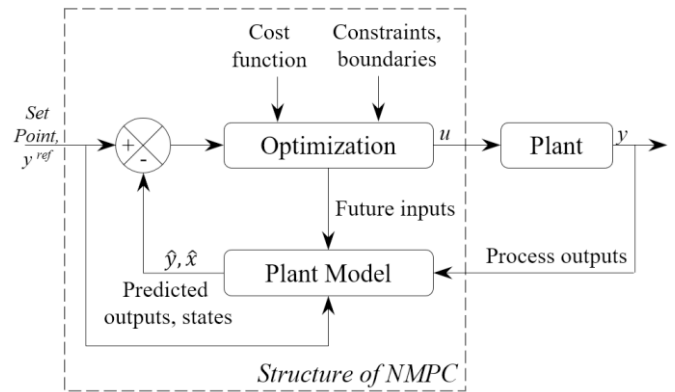 Cost
function
Constraints,
boundaries
Set
Point,
y ref
+
-
Optimization
u
Plant
y
Future inputs
ŷ, x̂
Predicted
outputs, states
Plant Model
Process outputs
Structure of NMPC